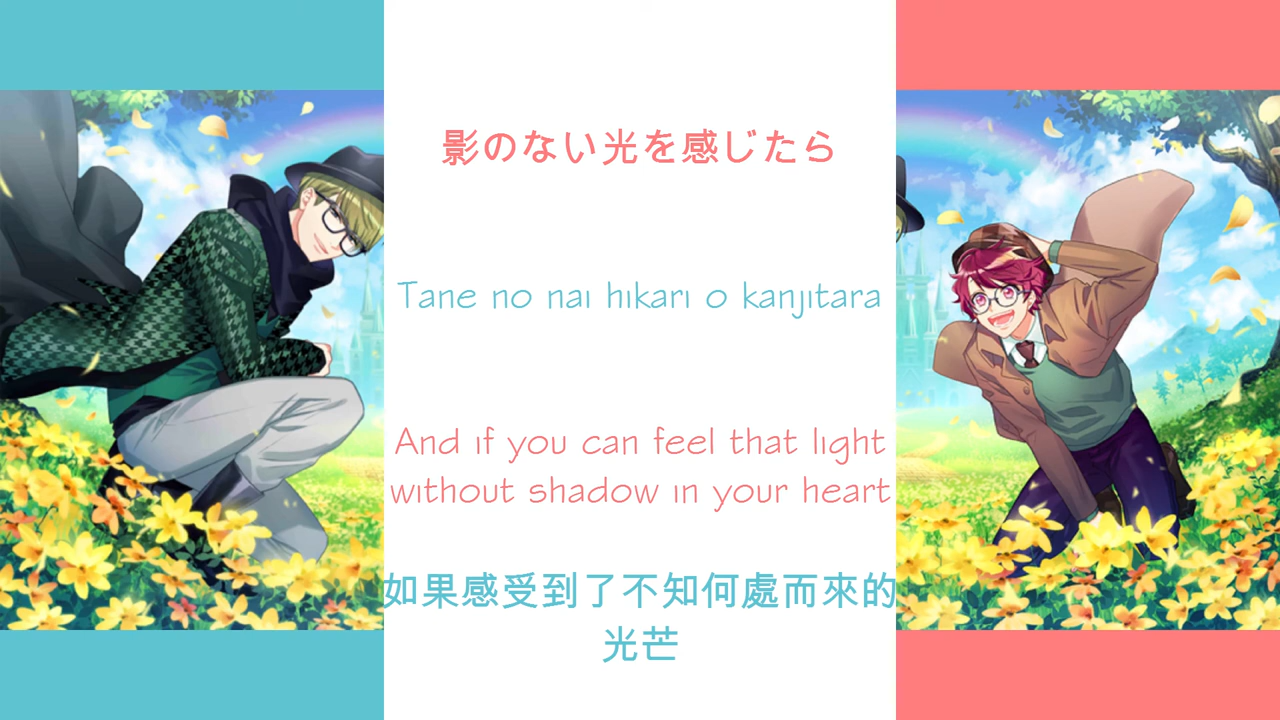 影のない光を感じたら
Tane no nai hikari o kanjitara
And if you can feel that light
without shadow in your heart
如果感受到了不知何處而來的
光芒